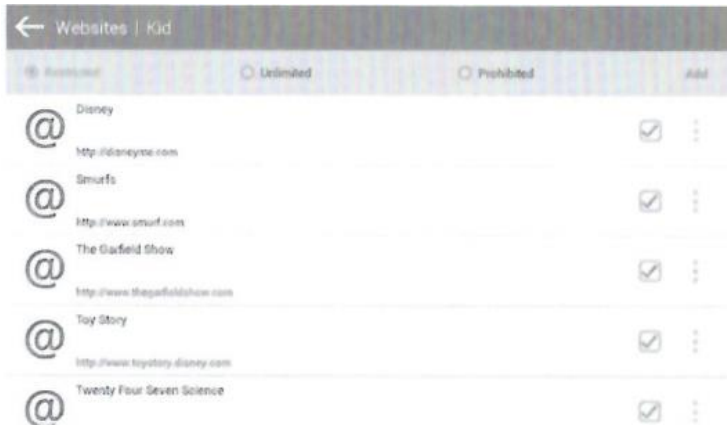 Websites | Kid
Unlimited Prohibited Add
Disney
http://disneyme.com
Smurfs
http://www.smurf.com
The Garfield Show
http://www.thegarfieldshow.com
Toy Story
http://www.toystory.disney.com
Twenty Four Seven Science